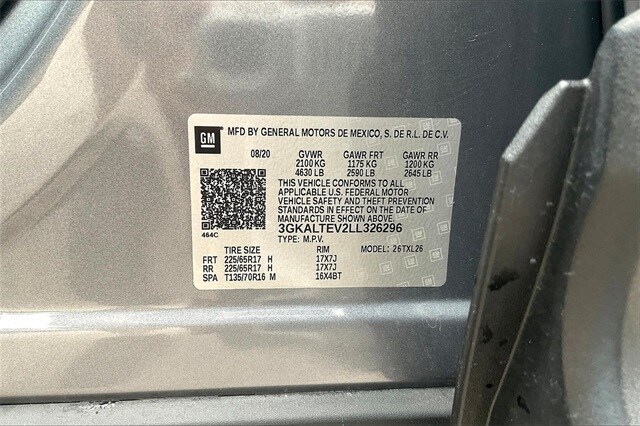 GM
MFD BY GENERAL MOTORS DE MEXICO, S. DE R.L. DE C.V.
08/20 GVWR GAWR FRT GAWR RR
2100 KG 1175 KG 1200 KG
4630 LB 2590 LB 2645 LB
THIS VEHICLE CONFORMS TO ALL
APPLICABLE U.S. FEDERAL MOTOR
VEHICLE SAFETY AND THEFT PREVENTION
STANDARDS IN EFFECT ON THE DATE OF
MANUFACTURE SHOWN ABOVE.
3GKALTEV2LL326296
464C
TYPE: M.P.V. MODEL: 26TXL26
TIRE SIZE RIM
FRT 225/65R17 H 17X7J
RR 225/65R17 H 17X7J
SPA T135/70R16 M 16X4BT